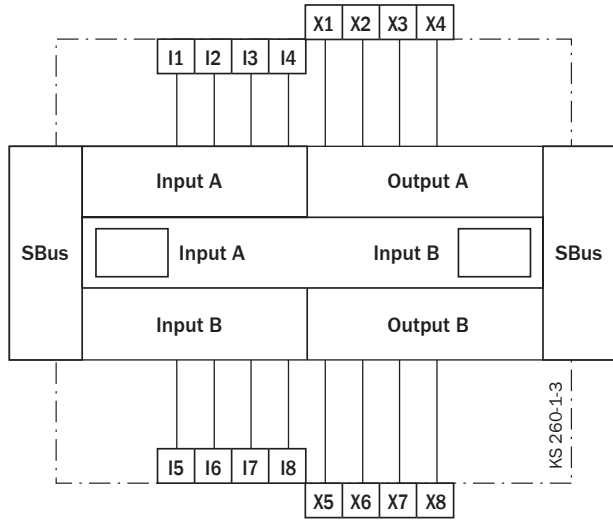 X1 X2 X3 X4
I1 I2 I3 I4
Input A Output A
SBus Input A Input B SBus
Input B Output B
KS 260-1-3
I5 I6 I7 I8
X5 X6 X7 X8